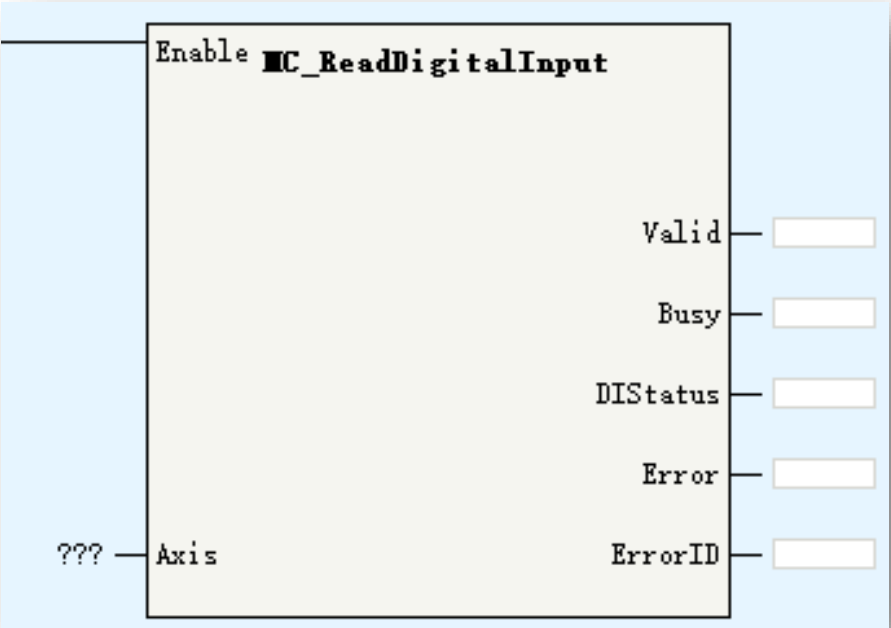 Enable MC_ReadDigitalInput
Valid
Busy
DIStatus
Error
??? Axis ErrorID